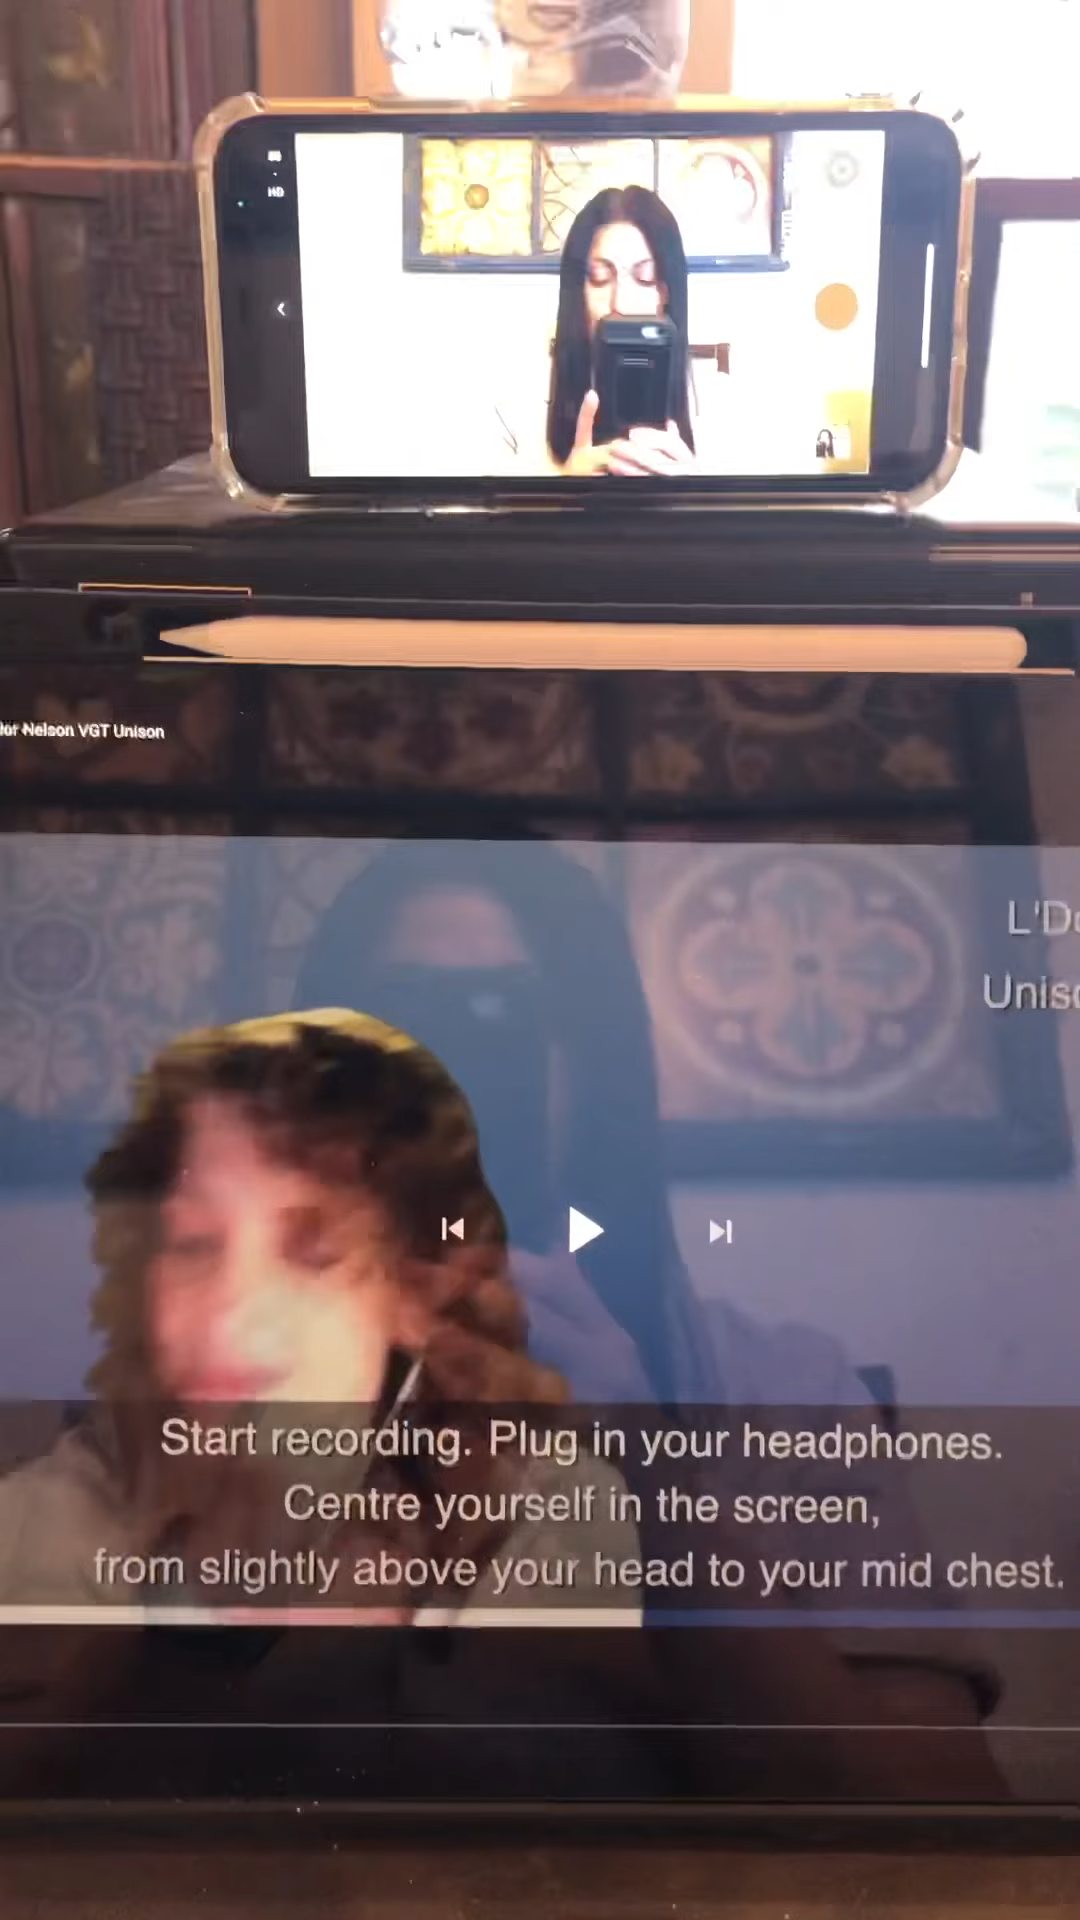 HD
Nelson VGT Unison
Start recording. Plug in your headphones.
Centre yourself in the screen,
from slightly above your head to your mid chest.